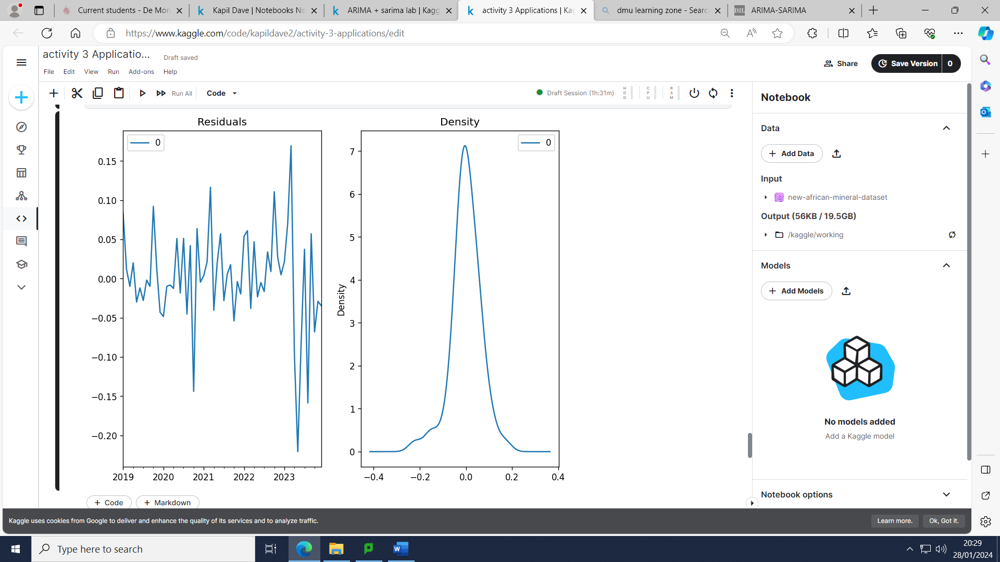 Current students - De Mon
Kapil Dave | Notebooks No
ARIMA + sarima lab | Kagg
activity 3 Applications | Kag
dmu learning zone - Searc
D2L ARIMA-SARIMA
https://www.kaggle.com/code/kapildave2/activity-3-applications/edit
activity 3 Applicatio...
Draft saved
File Edit View Run Add-ons Help
Share
Save Version 0
Run All
Code
Draft Session (1h:31m)
HDD
CPU
RAM
Notebook
Residuals
0
0.15
0.10
0.05
0.00
−0.05
−0.10
−0.15
−0.20
2019 2020 2021 2022 2023
Density
0
7
6
5
4
3
2
1
0
Density
−0.4 −0.2 0.0 0.2 0.4
+ Code + Markdown
Data
+ Add Data
Input
new-african-mineral-dataset
Output (56KB / 19.5GB)
/kaggle/working
Models
+ Add Models
No models added
Add a Kaggle model
Notebook options
Kaggle uses cookies from Google to deliver and enhance the quality of its services and to analyze traffic.
Learn more.
Ok, Got it.
Type here to search
20:29
28/01/2024